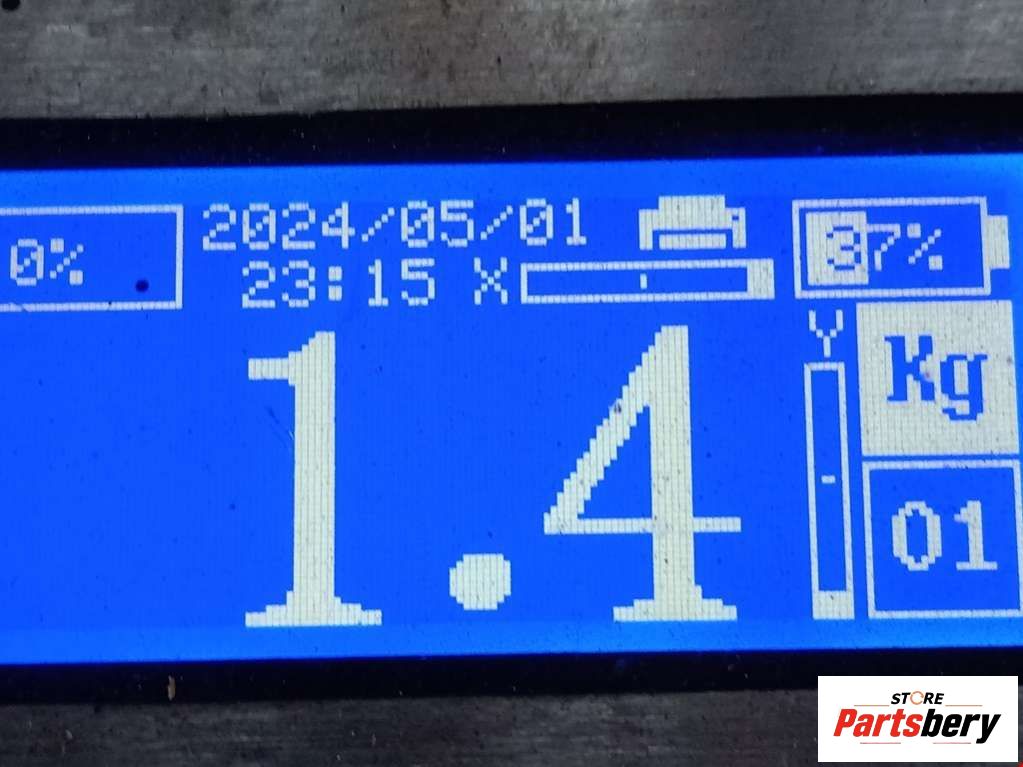 0% 2024/05/01 37%
23:15 X
Y
Kg
1.4
01
STORE
Partsbery